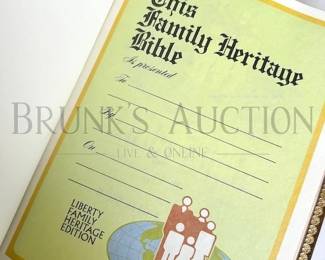 This
Family Heritage
Bible
Is presented
To
By
On
LIBERTY
FAMILY
HERITAGE
EDITION
BRUNK'S AUCTION
LIVE & ONLINE